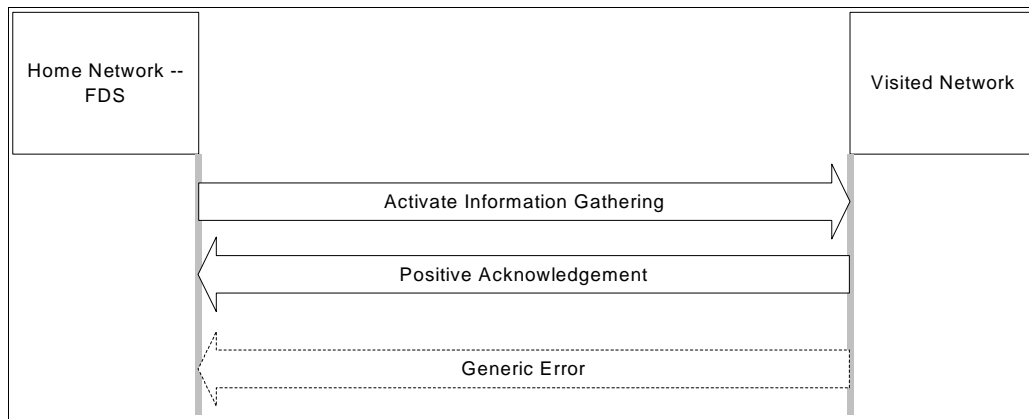 Home Network --
FDS
Visited Network
Activate Information Gathering
Positive Acknowledgement
Generic Error